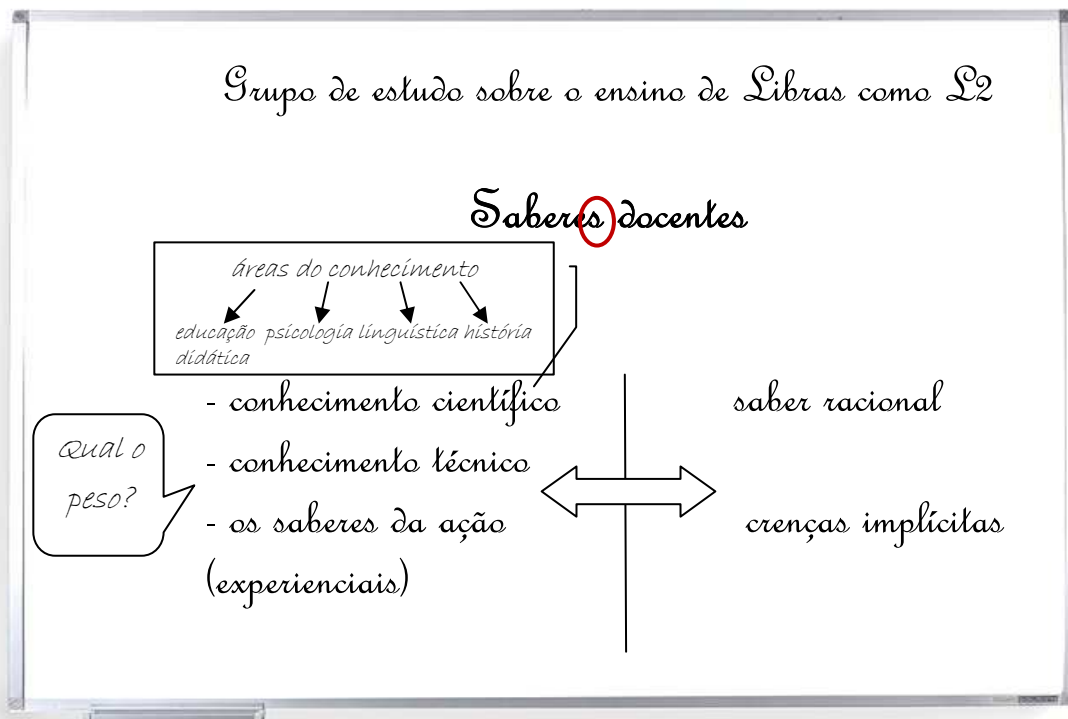 Grupo de estudo sobre o ensino de Libras como L2
Saberes docentes
áreas do conhecimento
educação psicologia linguística história
didática
- conhecimento científico
saber racional
- conhecimento técnico
Qual o
peso?
- os saberes da ação
(experienciais)
crenças implícitas